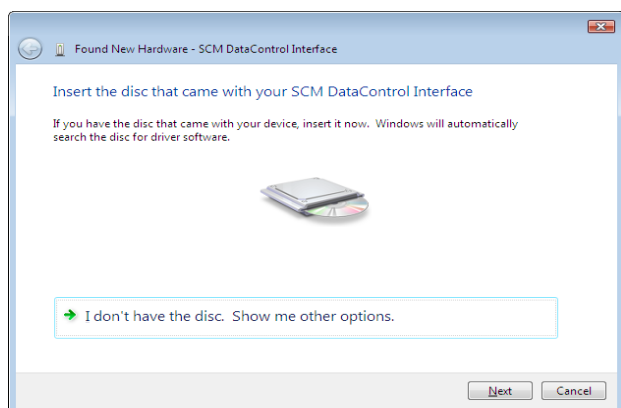 Found New Hardware - SCM DataControl Interface
Insert the disc that came with your SCM DataControl Interface
If you have the disc that came with your device, insert it now.  Windows will automatically
search the disc for driver software.
I don't have the disc.  Show me other options.
Next Cancel